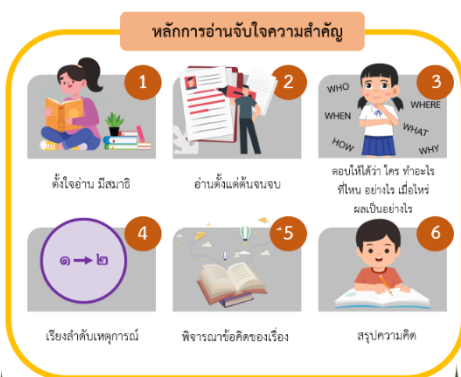 หลักการอ่านจับใจความสำคัญ
1
ตั้งใจอ่าน มีสมาธิ
2
อ่านตั้งแต่ต้นจนจบ
3
WHO
WHERE
WHEN
WHAT
HOW
WHY
ตอบให้ได้ว่า ใคร ทำอะไร
ที่ไหน อย่างไร เมื่อไหร่
ผลเป็นอย่างไร
4
๑ → ๒
เรียงลำดับเหตุการณ์
5
พิจารณาข้อคิดของเรื่อง
6
สรุปความคิด